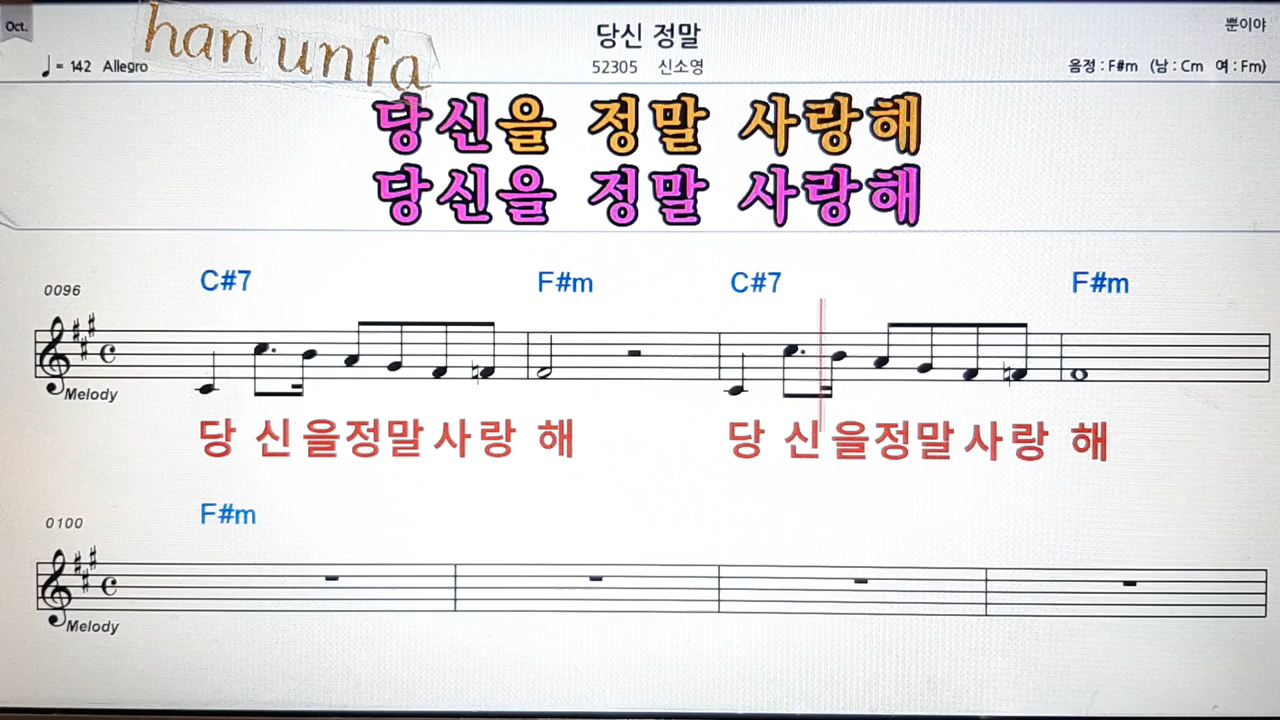 Oct.
han unfa
당신 정말
뿐이야
♩= 142 Allegro
52305 신소영
음정 : F#m (남 : Cm 여 : Fm)
당신을 정말 사랑해
당신을 정말 사랑해
C#7 F#m C#7 F#m
0096
Melody
당 신 을정말사랑 해 당 신 을정말사랑 해
F#m
0100
Melody